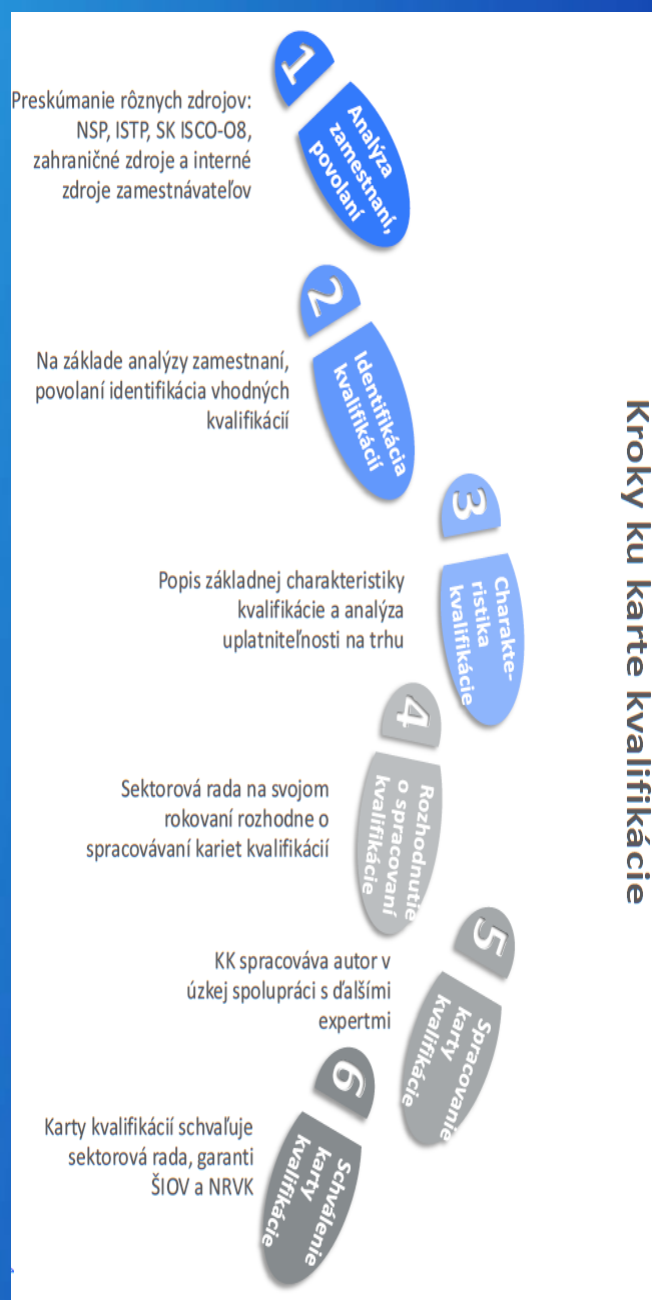 Kroky ku karte kvalifikácie
1
Analýza
zamestnaní,
povolaní
Preskúmanie rôznych zdrojov:
NSP, ISTP, SK ISCO-O8,
zahraničné zdroje a interné
zdroje zamestnávateľov
2
Identifikácia
kvalifikácií
Na základe analýzy zamestnaní,
povolaní identifikácia vhodných
kvalifikácií
3
Charakte-
ristika
kvalifikácie
Popis základnej charakteristiky
kvalifikácie a analýza
uplatniteľnosti na trhu
4
Rozhodnutie
o spracovaní
kvalifikácie
Sektorová rada na svojom
rokovaní rozhodne o
spracovávaní kariet kvalifikácií
5
Spracovanie
karty
kvalifikácie
KK spracováva autor v
úzkej spolupráci s ďalšími
expertmi
6
Schválenie
karty
kvalifikácie
Karty kvalifikácií schvaľuje
sektorová rada, garanti
ŠIOV a NRVK